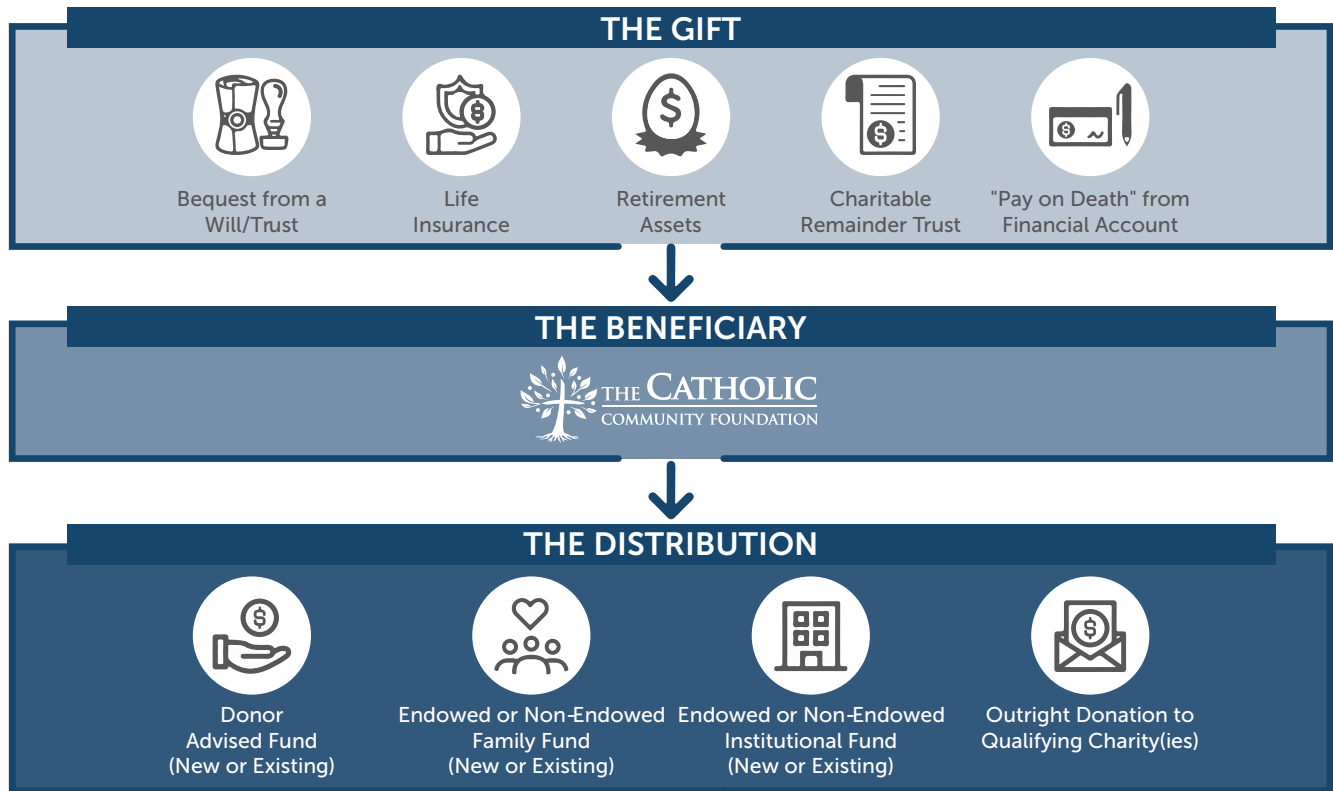 THE GIFT
Bequest from a
Will/Trust
Life
Insurance
Retirement
Assets
Charitable
Remainder Trust
"Pay on Death" from
Financial Account
THE BENEFICIARY
THE CATHOLIC
COMMUNITY FOUNDATION
THE DISTRIBUTION
Donor
Advised Fund
(New or Existing)
Endowed or Non-Endowed
Family Fund
(New or Existing)
Endowed or Non-Endowed
Institutional Fund
(New or Existing)
Outright Donation to
Qualifying Charity(ies)